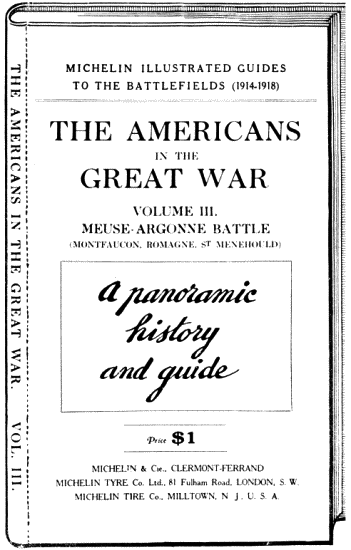 MICHELIN ILLUSTRATED GUIDES
TO THE BATTLEFIELDS (1914-1918)
THE AMERICANS
IN THE
GREAT WAR
VOLUME III.
MEUSE-ARGONNE BATTLE
(MONTFAUCON, ROMAGNE, ST MENEHOULD)
A panoramic
history
and guide
Price $1
MICHELIN & Cie., CLERMONT-FERRAND
MICHELIN TYRE Co. Ltd., 81 Fulham Road, LONDON, S. W.
MICHELIN TIRE Co., MILLTOWN, N J. U. S. A.
THE AMERICANS IN THE GREAT WAR VOL. III.